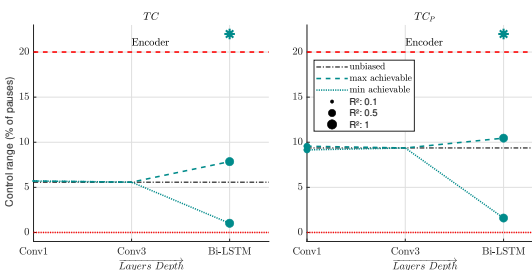 TC
TC_P
Encoder
Encoder
Control range (% of pauses)
20
15
10
5
0
Conv1
Conv3
Bi-LSTM
Layers Depth
20
15
10
5
0
unbiased
max achievable
min achievable
R²: 0.1
R²: 0.5
R²: 1
Conv1
Conv3
Bi-LSTM
Layers Depth